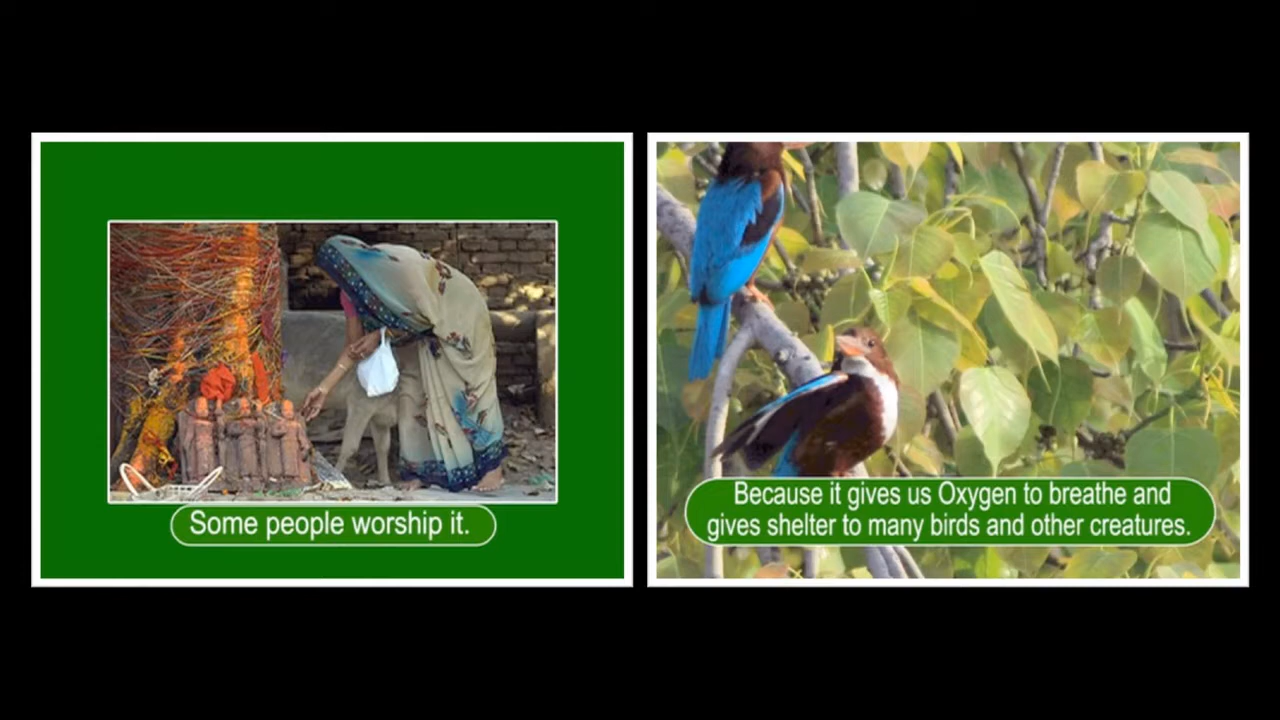 Some people worship it.
Because it gives us Oxygen to breathe and
gives shelter to many birds and other creatures.